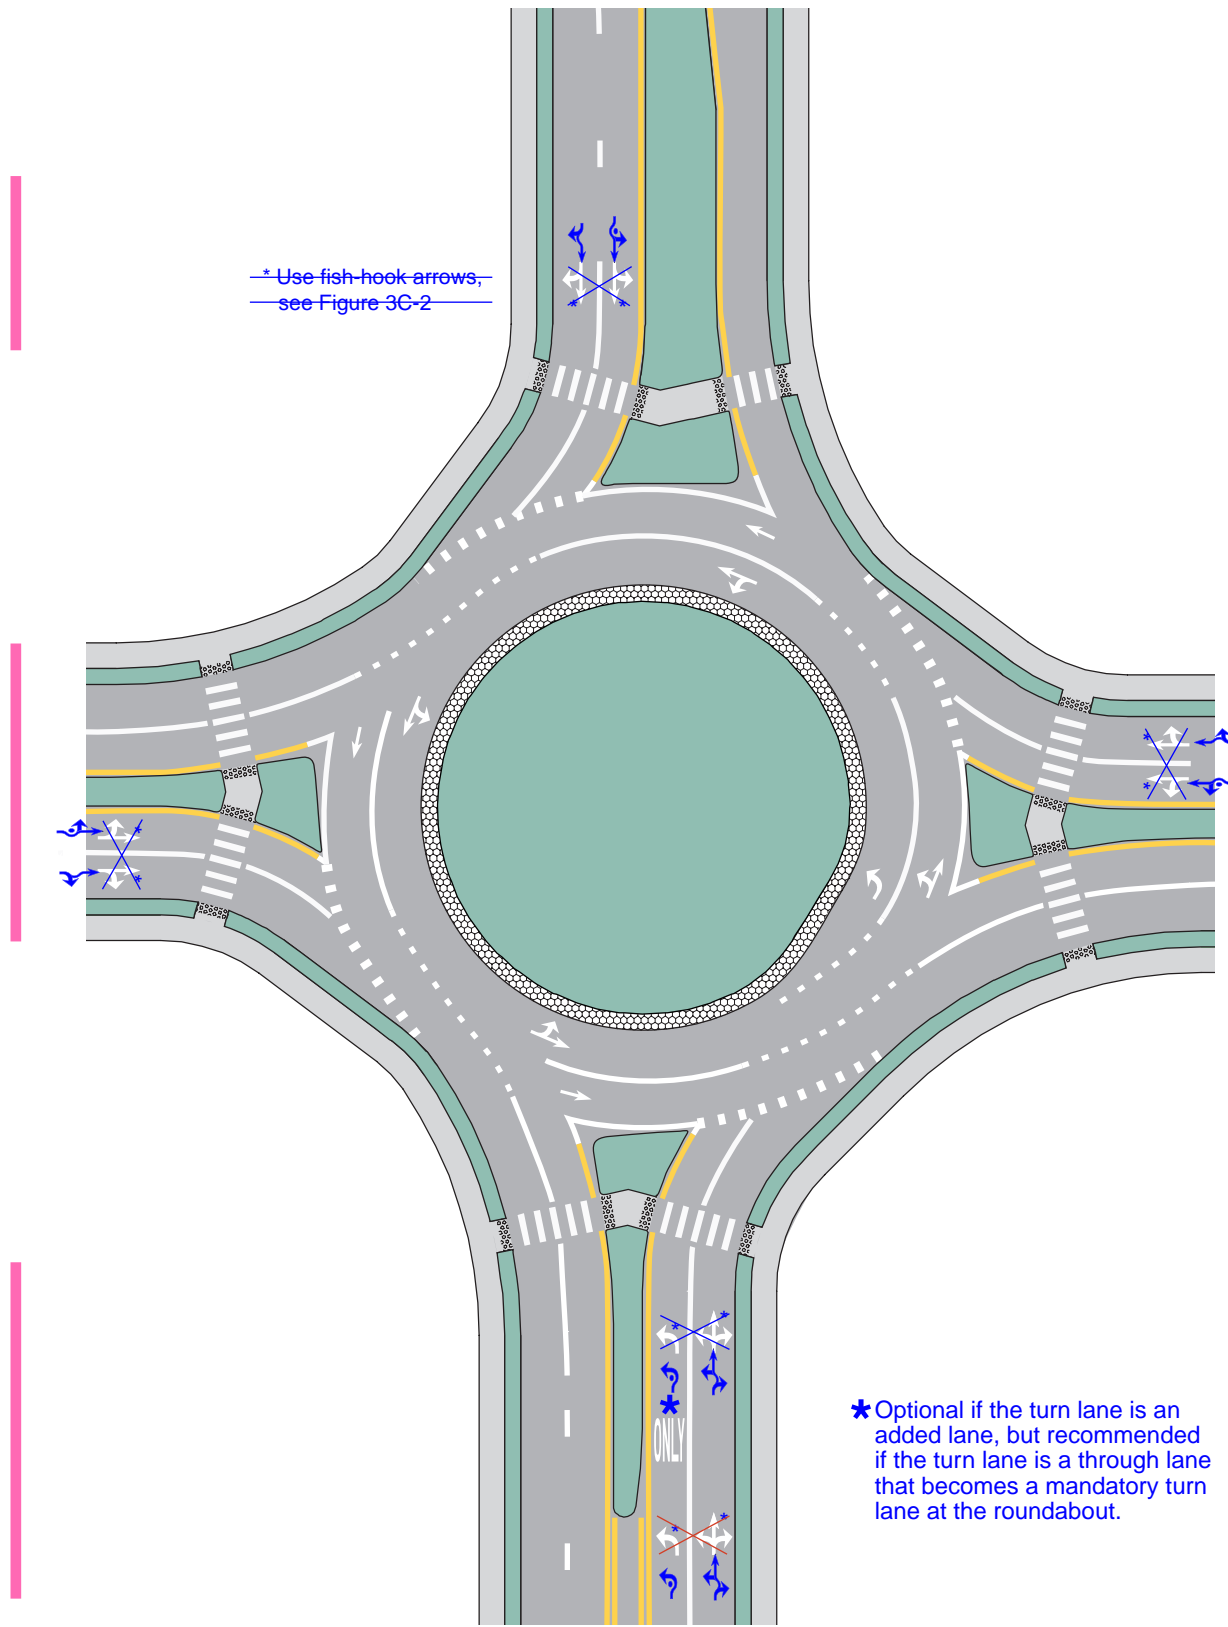 * Use fish-hook arrows,
see Figure 3C-2
*
*
*
*
*
*
*
*
*
ONLY
* Optional if the turn lane is an
added lane, but recommended
if the turn lane is a through lane
that becomes a mandatory turn
lane at the roundabout.
*
*